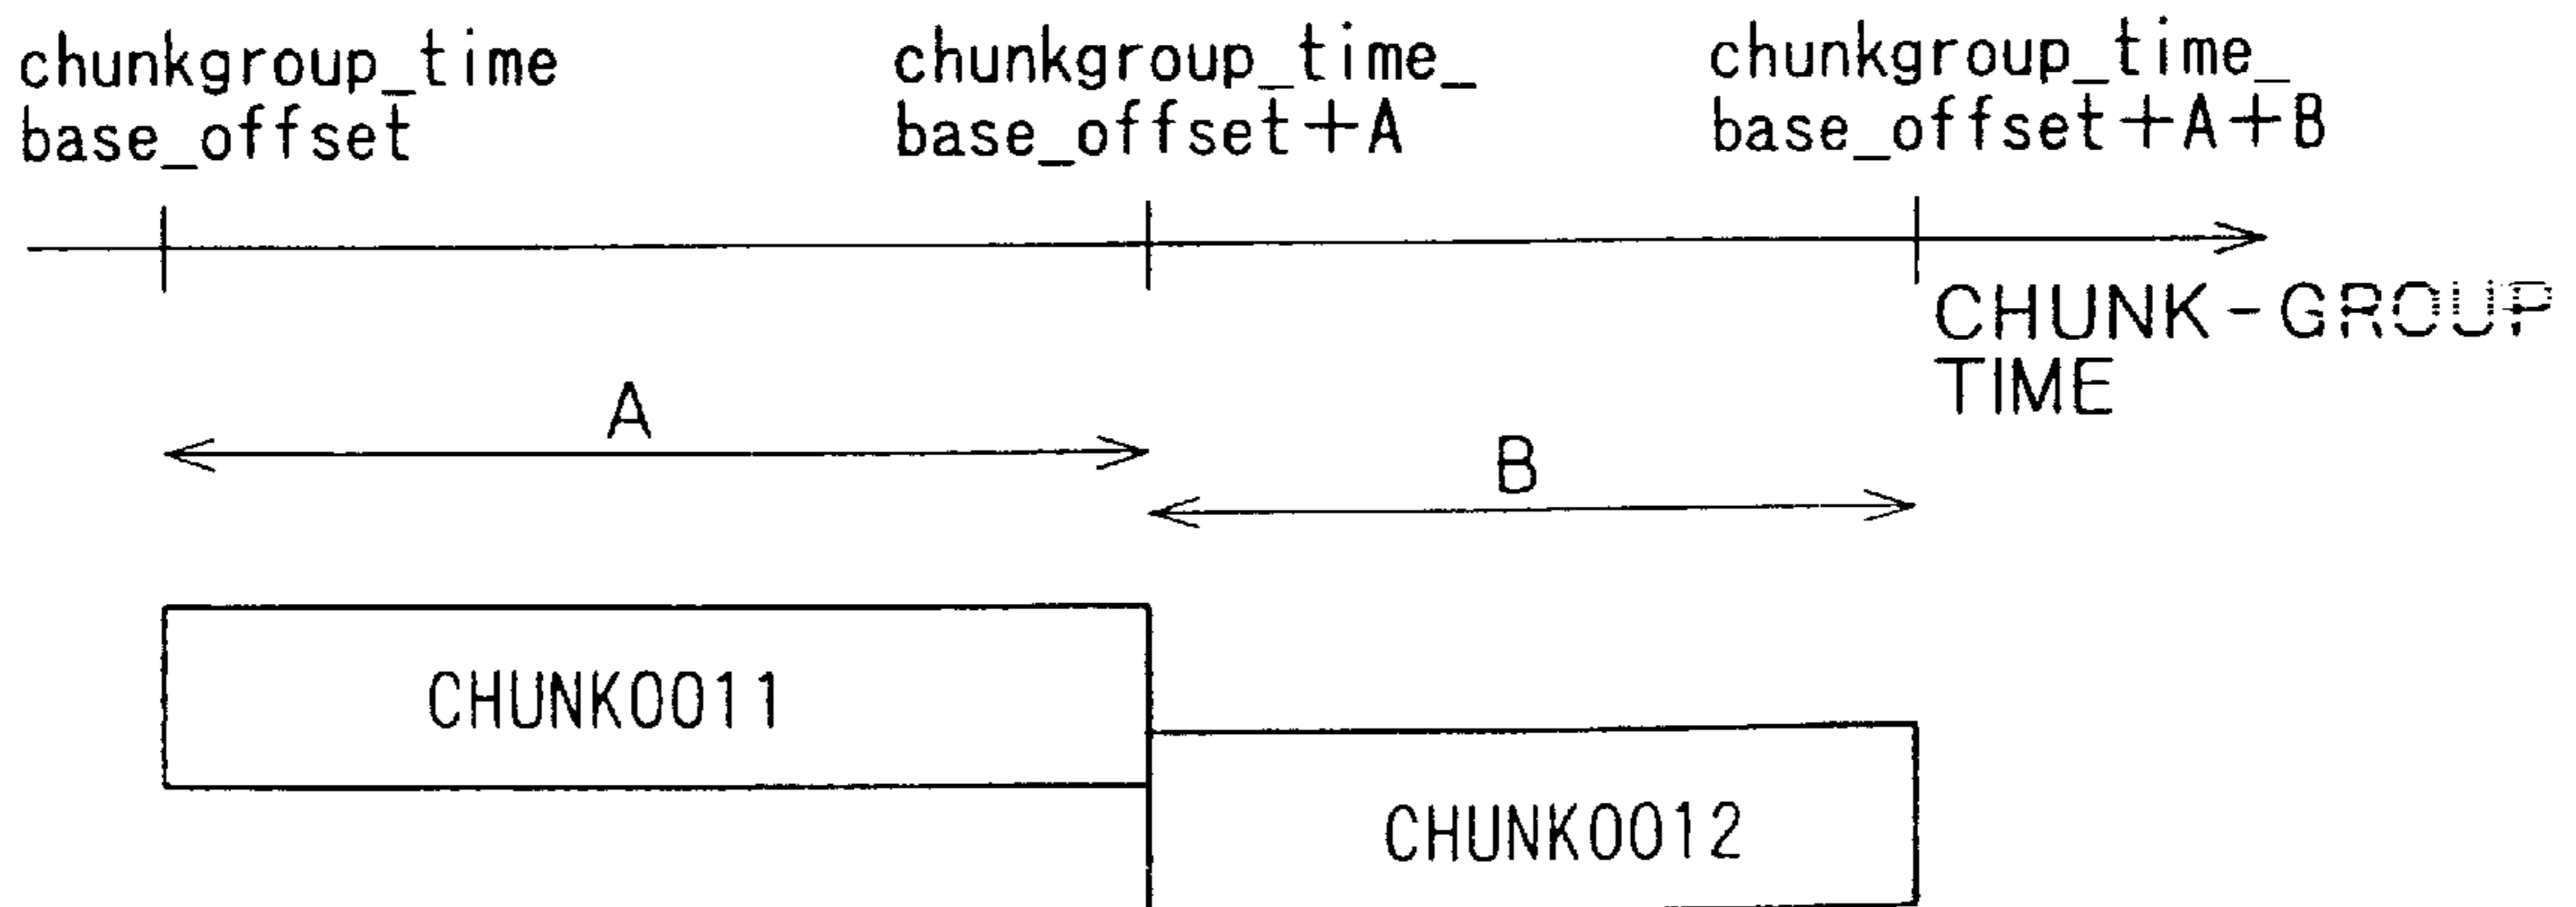 chunkgroup_time
base_offset
chunkgroup_time_
base_offset+A
chunkgroup_time_
base_offset+A+B
CHUNK-GROUP
TIME
A
B
CHUNK0011
CHUNK0012